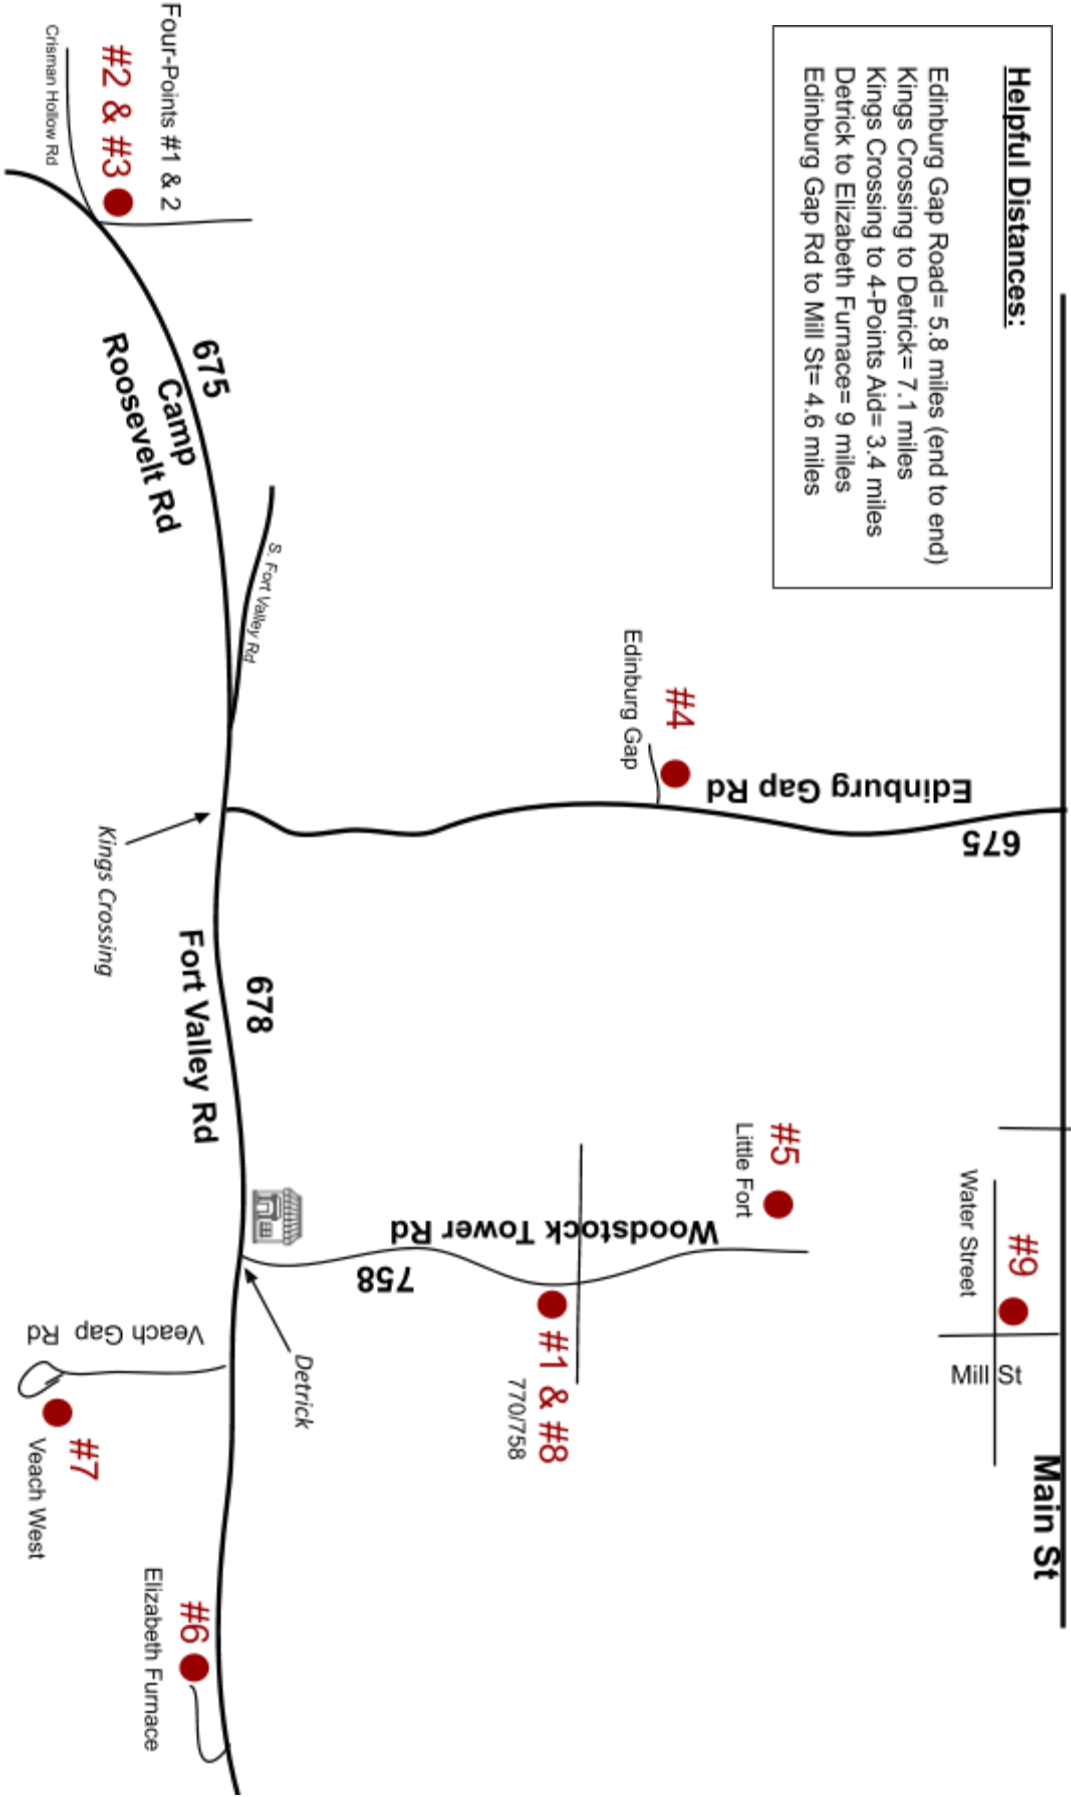 Helpful Distances:
Edinburg Gap Road= 5.8 miles (end to end)
Kings Crossing to Detrick= 7.1 miles
Kings Crossing to 4-Points Aid= 3.4 miles
Detrick to Elizabeth Furnace= 9 miles
Edinburg Gap Rd to Mill St= 4.6 miles
Main St
#9
Water Street
Mill St
675
Edinburg Gap Rd
#4
Edinburg Gap
#5
Little Fort
Woodstock Tower Rd
758
#1 & #8
770/758
Detrick
678
Fort Valley Rd
Kings Crossing
S. Fort Valley Rd
675
Camp
Roosevelt Rd
Four-Points #1 & 2
#2 & #3
Crisman Hollow Rd
Veach Gap
Rd
#7
Veach West
#6
Elizabeth Furnace